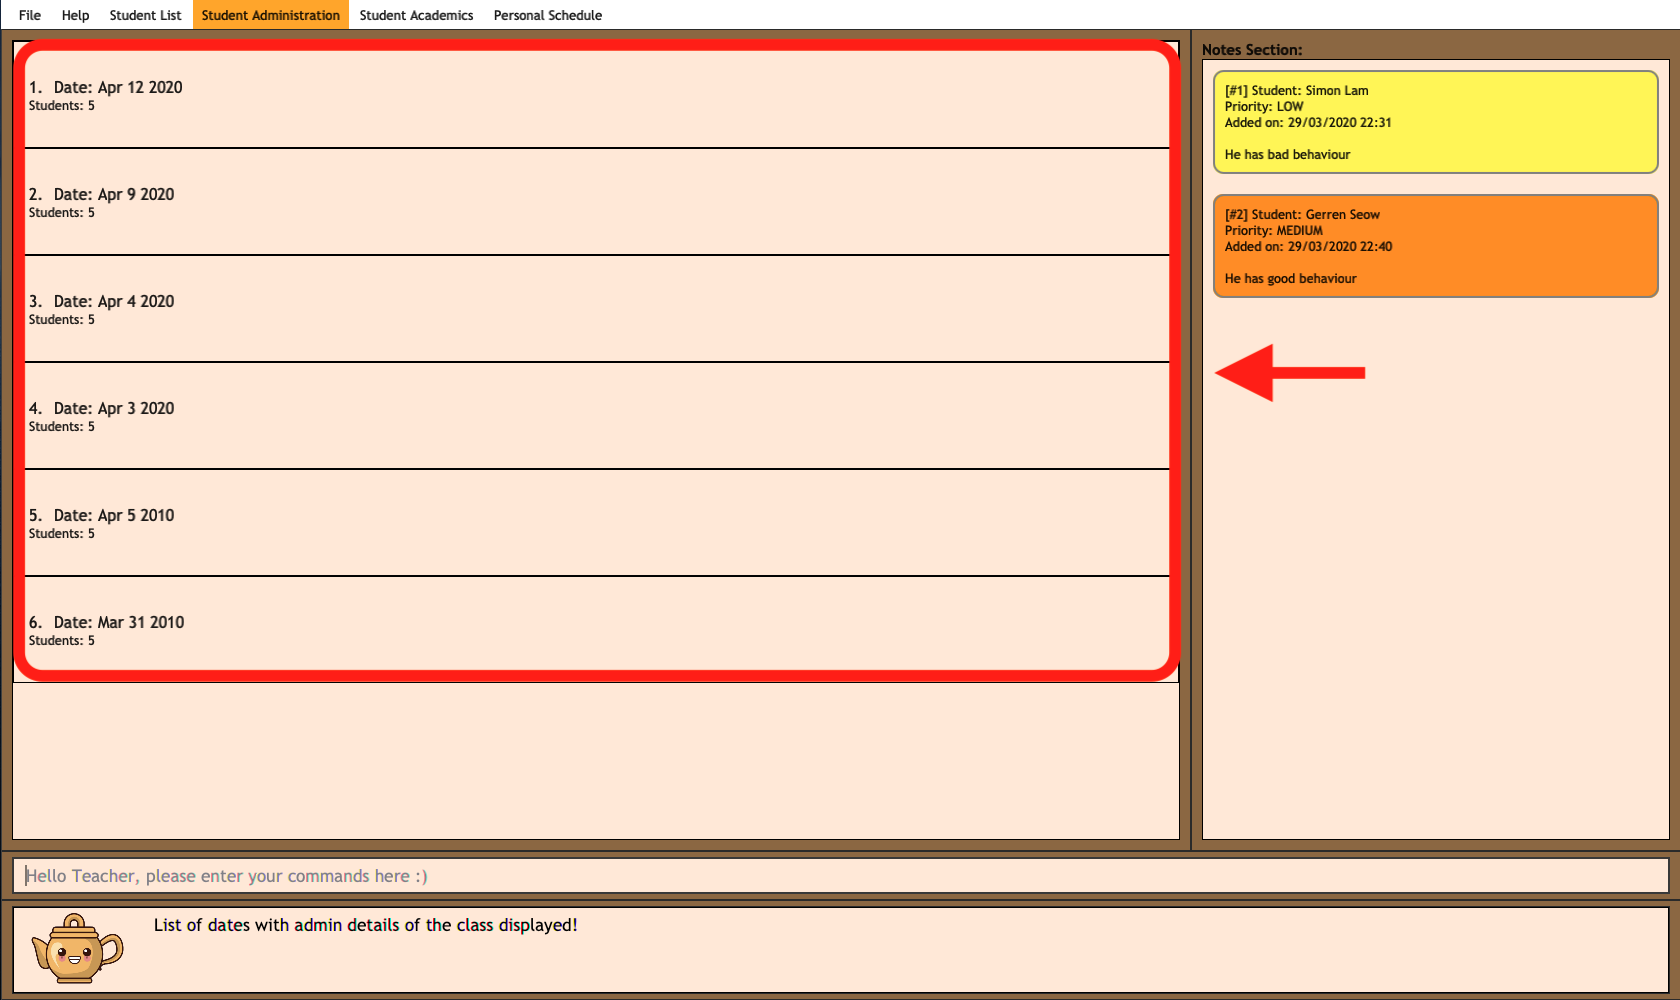 File Help Student List Student Administration Student Academics Personal Schedule
1. Date: Apr 12 2020
Students: 5
2. Date: Apr 9 2020
Students: 5
3. Date: Apr 4 2020
Students: 5
4. Date: Apr 3 2020
Students: 5
5. Date: Apr 5 2010
Students: 5
6. Date: Mar 31 2010
Students: 5
Notes Section:
[#1] Student: Simon Lam
Priority: LOW
Added on: 29/03/2020 22:31
He has bad behaviour
[#2] Student: Gerren Seow
Priority: MEDIUM
Added on: 29/03/2020 22:40
He has good behaviour
Hello Teacher, please enter your commands here :)
List of dates with admin details of the class displayed!